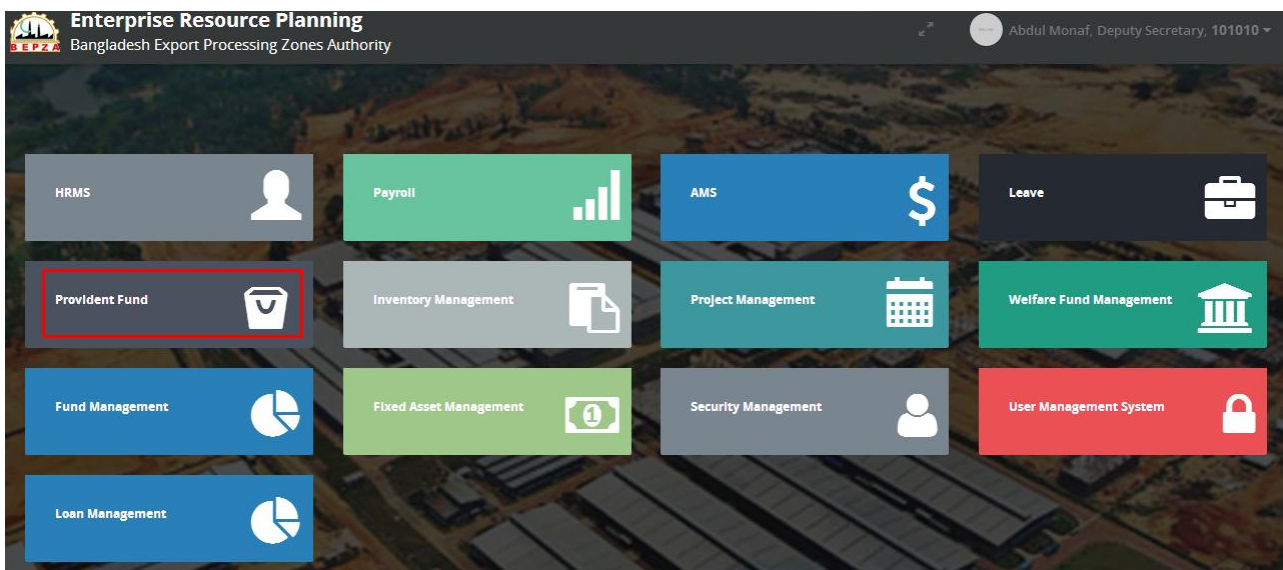 Enterprise Resource Planning
BEPZA
Bangladesh Export Processing Zones Authority
Abdul Monaf, Deputy Secretary, 101010
HRMS
Payroll
AMS
$
Leave
Provident Fund
Inventory Management
Project Management
Welfare Fund Management
Fund Management
Fixed Asset Management
1
Security Management
User Management System
Loan Management